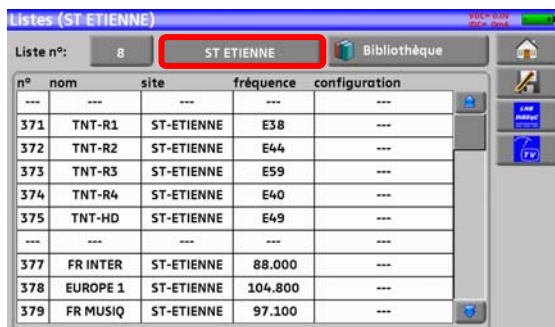 Listes (ST ETIENNE)
VDC= 0.0V
IDC= 0mA
Liste n°: 8 ST ETIENNE Bibliothèque
n° nom site fréquence configuration
--- --- --- --- ---
371 TNT-R1 ST-ETIENNE E38 ---
372 TNT-R2 ST-ETIENNE E44 ---
373 TNT-R3 ST-ETIENNE E59 ---
374 TNT-R4 ST-ETIENNE E40 ---
375 TNT-HD ST-ETIENNE E49 ---
--- --- --- --- ---
377 FR INTER ST-ETIENNE 88.000 ---
378 EUROPE 1 ST-ETIENNE 104.800 ---
379 FR MUSIQ ST-ETIENNE 97.100 ---
LNB
DiSEqC
TV